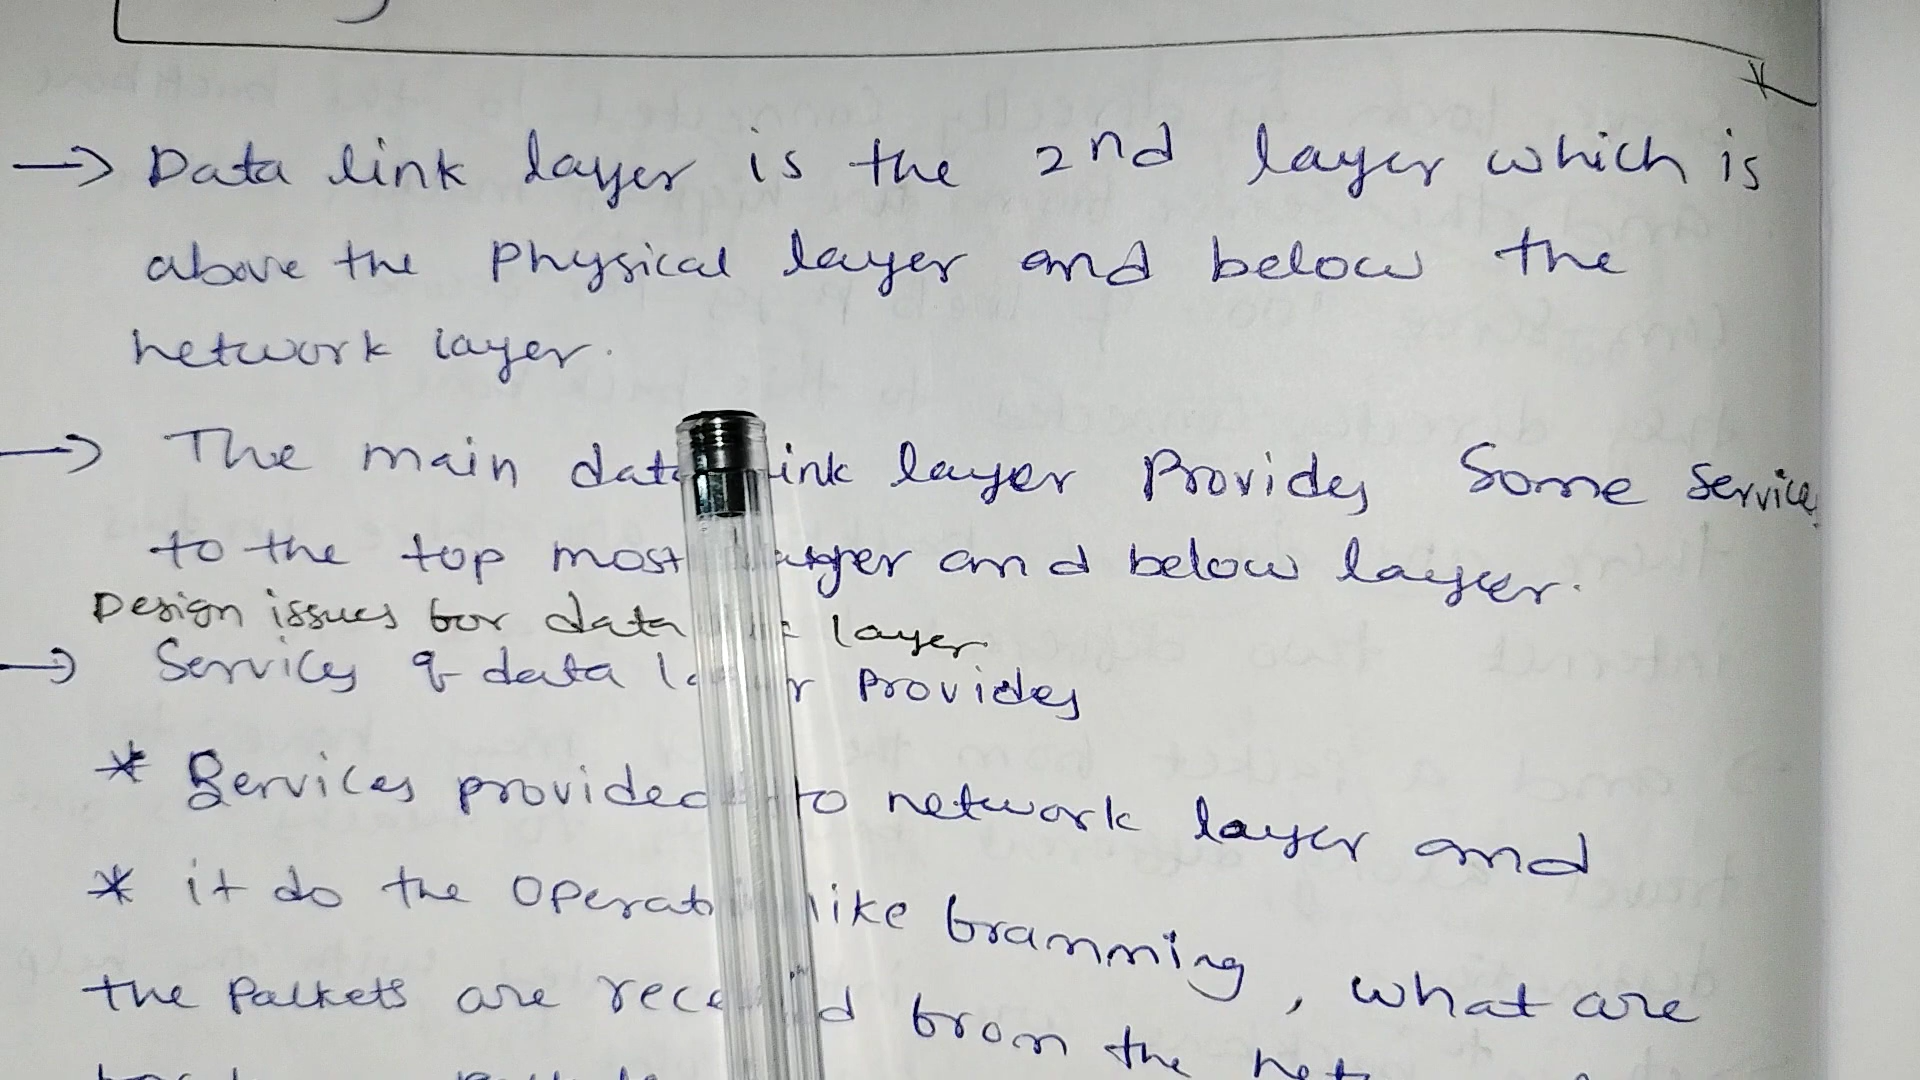 → Data link layer is the 2nd layer which is
above the Physical layer and below the
network layer.
→ The main data link layer Provides Some services
to the top most layer and below layer.
Design issues for data layer
→ Services of data layer Provides
* Services provided to network layer and
* it do the operat like framming, what are
the Packets are received from the